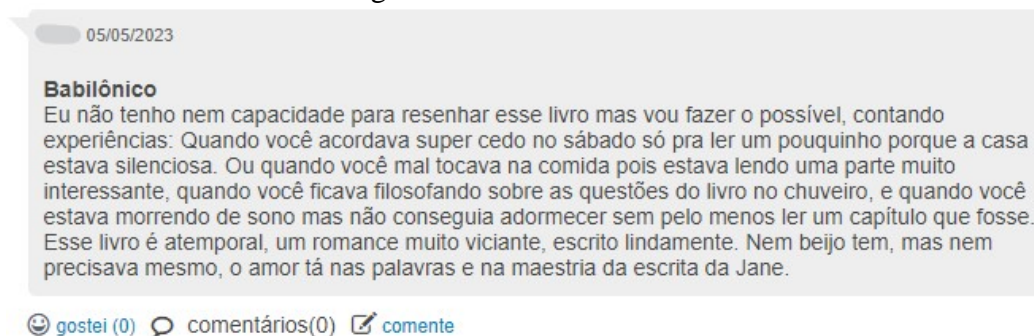 05/05/2023
Babilônico
Eu não tenho nem capacidade para resenhar esse livro mas vou fazer o possível, contando
experiências: Quando você acordava super cedo no sábado só pra ler um pouquinho porque a casa
estava silenciosa. Ou quando você mal tocava na comida pois estava lendo uma parte muito
interessante, quando você ficava filosofando sobre as questões do livro no chuveiro, e quando você
estava morrendo de sono mas não conseguia adormecer sem pelo menos ler um capítulo que fosse.
Esse livro é atemporal, um romance muito viciante, escrito lindamente. Nem beijo tem, mas nem
precisava mesmo, o amor tá nas palavras e na maestria da escrita da Jane.
gostei (0) comentários(0) comente